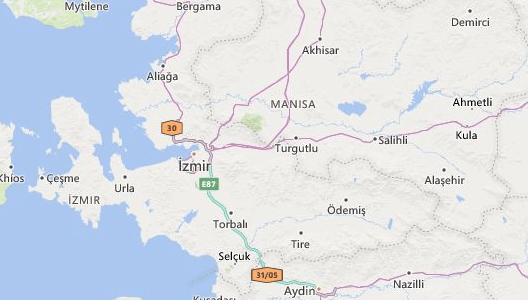 Mytilene
Bergama
Demirci
Akhisar
Aliağa
MANISA
Ahmetli
30
Kula
Salihli
Turgutlu
İzmir
Khios
Çeşme
Urla
E87
Alaşehir
İZMIR
Ödemiş
Torbalı
Tire
Selçuk
31/05
Nazilli
Aydin
Kuşadası